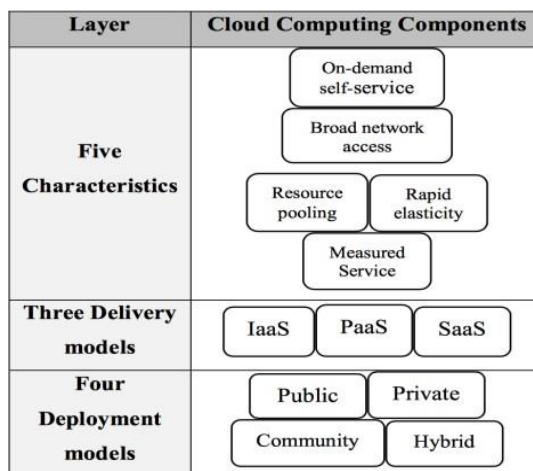 Layer
Cloud Computing Components
Five
Characteristics
On-demand
self-service
Broad network
access
Resource
pooling
Rapid
elasticity
Measured
Service
Three Delivery
models
IaaS
PaaS
SaaS
Four
Deployment
models
Public
Private
Community
Hybrid